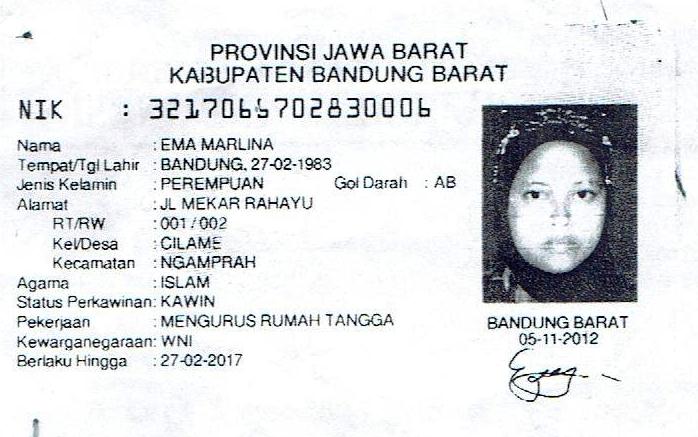 PROVINSI JAWA BARAT
KABUPATEN BANDUNG BARAT
NIK : 3217066702830006
Nama : EMA MARLINA
Tempat/Tgl Lahir : BANDUNG, 27-02-1983
Jenis Kelamin : PEREMPUAN Gol Darah : AB
Alamat : JL MEKAR RAHAYU
RT/RW : 001 / 002
Kel/Desa : CILAME
Kecamatan : NGAMPRAH
Agama : ISLAM
Status Perkawinan: KAWIN
Pekerjaan : MENGURUS RUMAH TANGGA
Kewarganegaraan: WNI
Berlaku Hingga : 27-02-2017
BANDUNG BARAT
05-11-2012